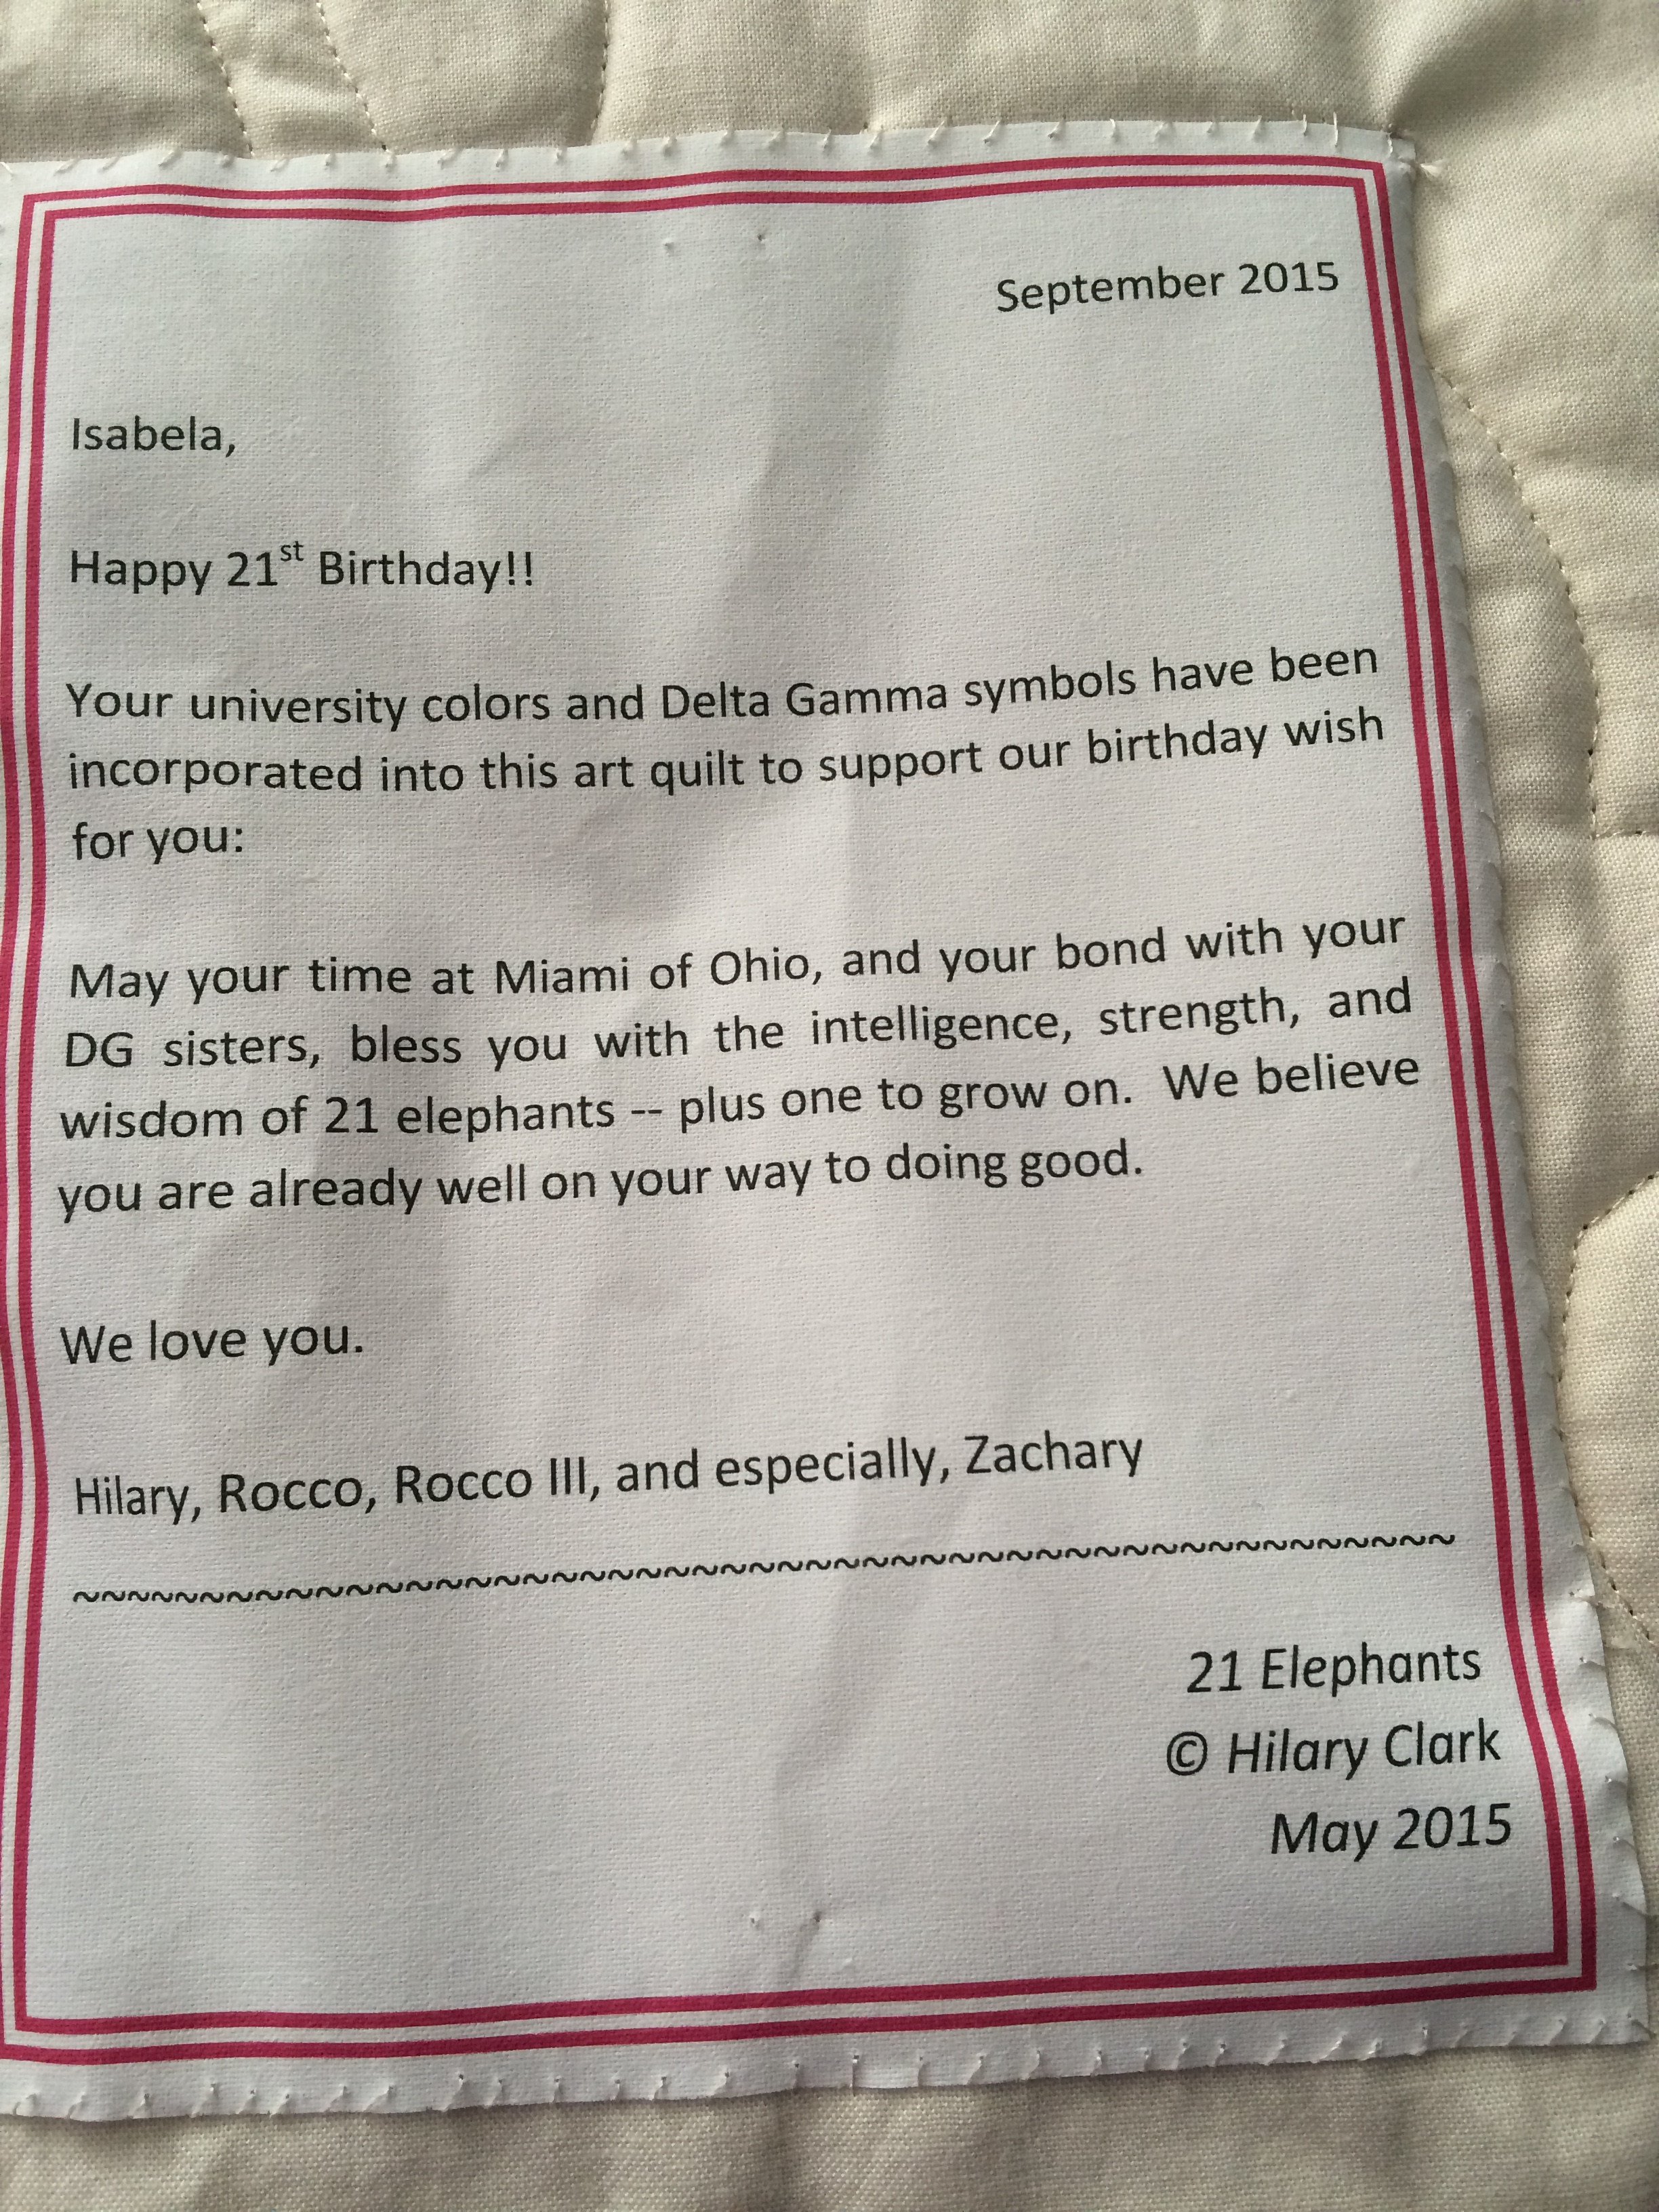 September 2015
Isabela,
Happy 21st Birthday!!
Your university colors and Delta Gamma symbols have been
incorporated into this art quilt to support our birthday wish
for you:
May your time at Miami of Ohio, and your bond with your
DG sisters, bless you with the intelligence, strength, and
wisdom of 21 elephants -- plus one to grow on. We believe
you are already well on your way to doing good.
We love you.
Hilary, Rocco, Rocco III, and especially, Zachary
~~~~~~~~~~~~~~~~~~~~~~~~~~~~~~~~~~~~~~~~~~~~~~~~
21 Elephants
© Hilary Clark
May 2015